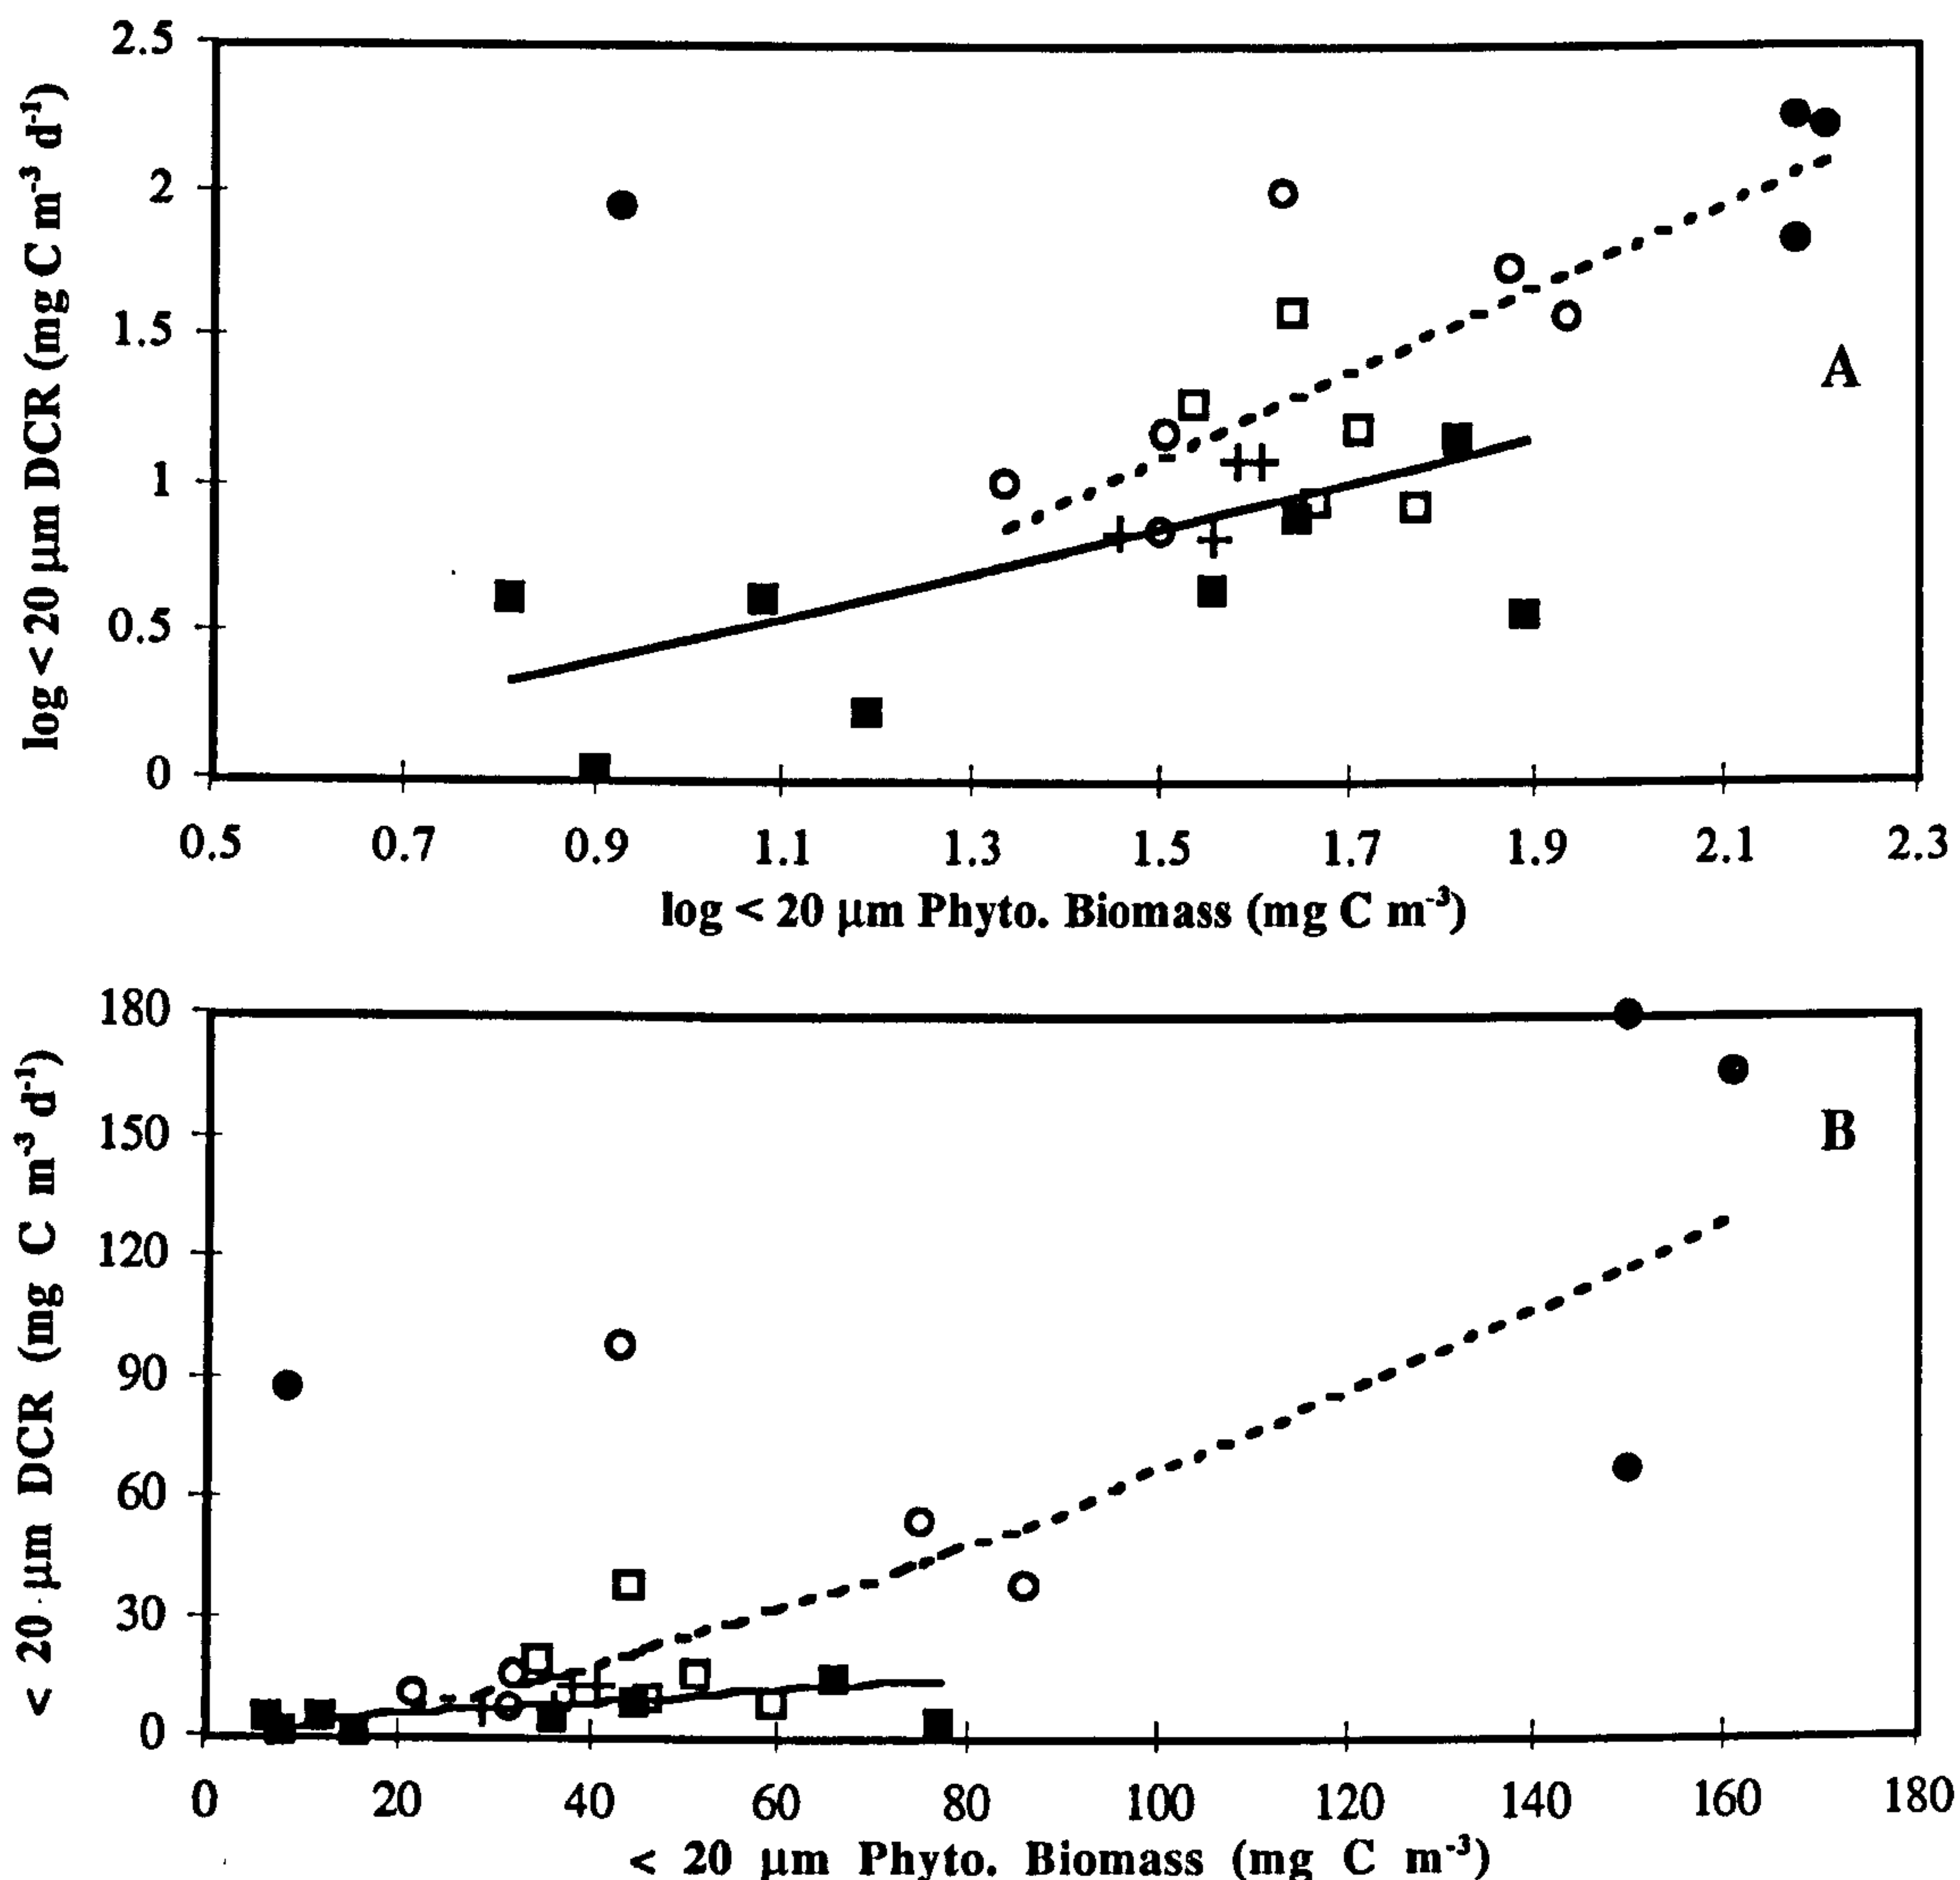 2.5
2
1.5
1
0.5
0
log < 20 µm DCR (mg C m⁻³ d⁻¹)
A
0.5 0.7 0.9 1.1 1.3 1.5 1.7 1.9 2.1 2.3
log < 20 µm Phyto. Biomass (mg C m⁻³)
180
150
120
90
60
30
0
< 20 µm DCR (mg C m⁻³ d⁻¹)
B
0 20 40 60 80 100 120 140 160 180
< 20 µm Phyto. Biomass (mg C m⁻³)